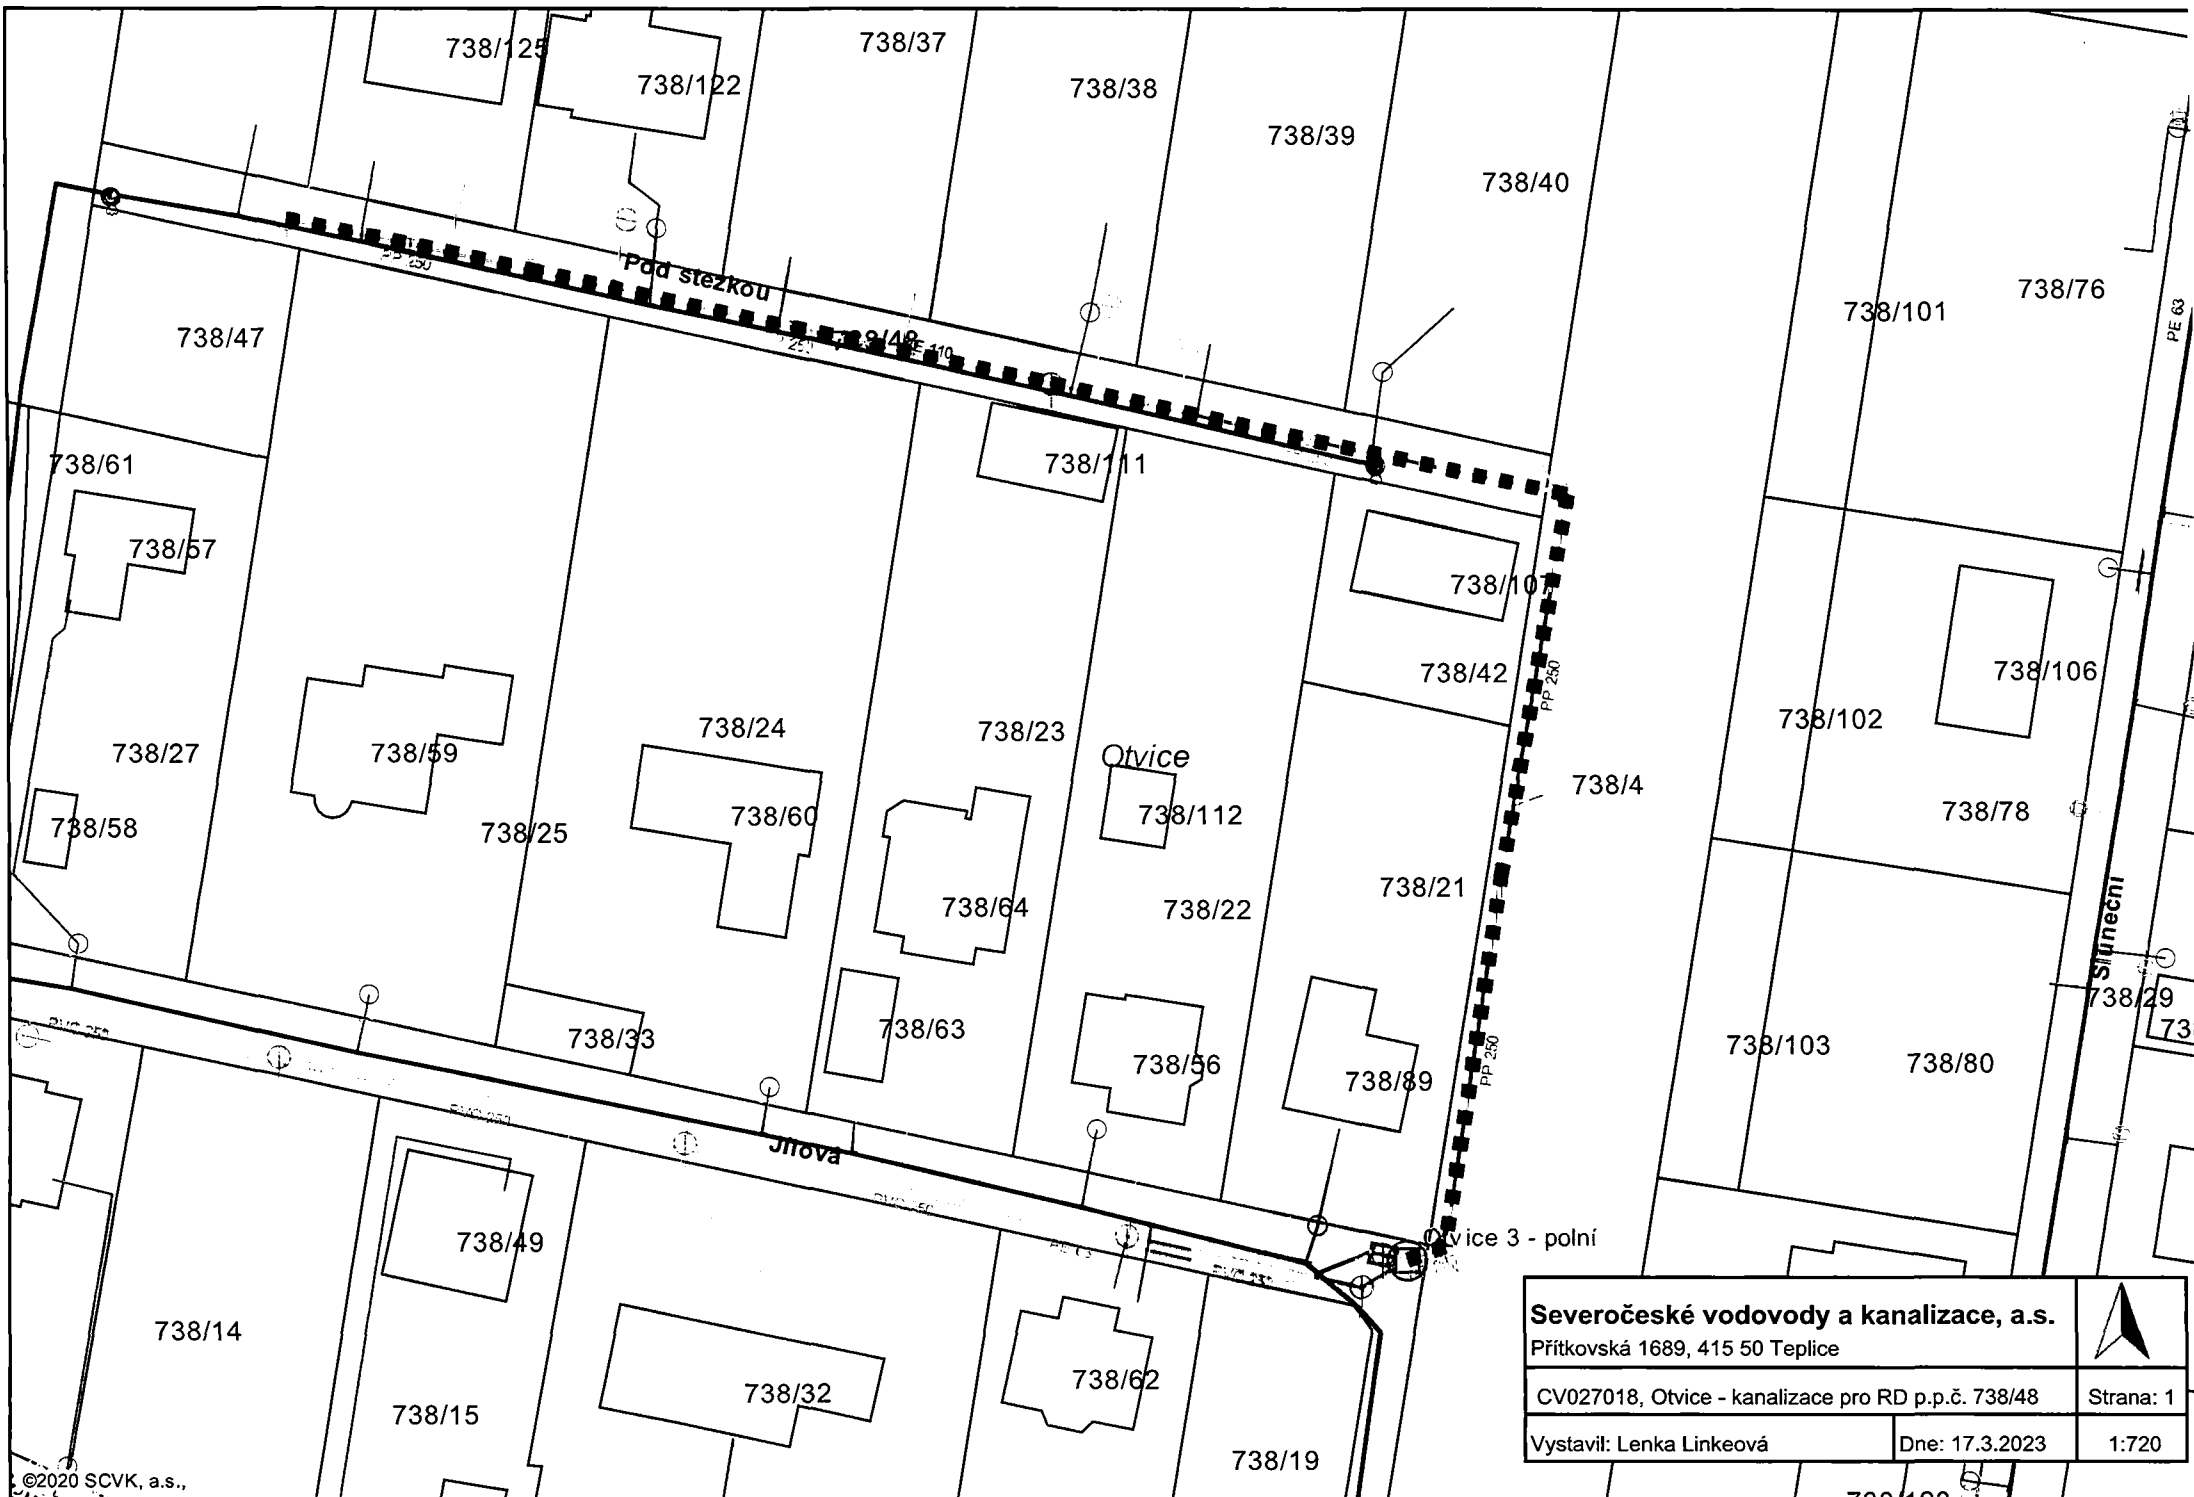 738/125
738/122
738/37
738/38
738/39
738/40
738/101
738/76
PE 63
Pod stezkou
PP 250
738/47
738/61
738/111
738/57
738/107
738/42
PP 250
738/106
738/102
738/24
738/23
Otvice
738/27
738/59
738/4
738/58
738/25
738/60
738/112
738/78
738/21
738/64
738/22
Sluneční
738/29
738/33
738/63
738/56
738/89
PP 250
738/103
738/80
Jílová
738/49
Otvice 3 - polní
738/14
738/15
738/32
738/62
738/19
Severočeské vodovody a kanalizace, a.s.
Přítkovská 1689, 415 50 Teplice
CV027018, Otvice - kanalizace pro RD p.p.č. 738/48
Strana: 1
Vystavil: Lenka Linkeová
Dne: 17.3.2023
1:720
©2020 SCVK, a.s.,